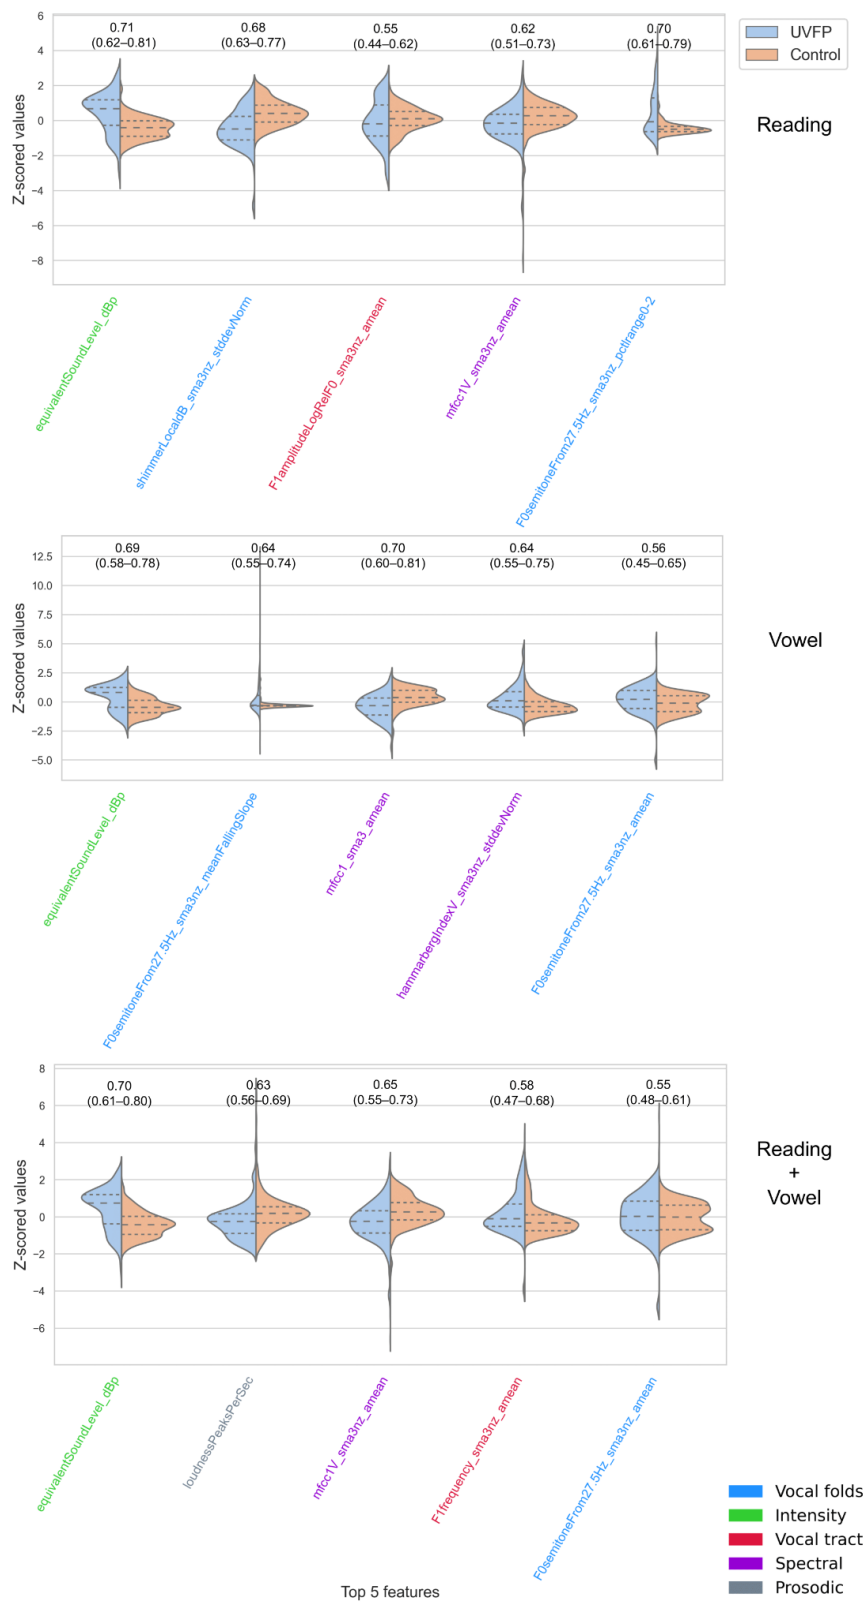 0.71 0.68 0.55 0.62 0.70
(0.62–0.81) (0.63–0.77) (0.44–0.62) (0.51–0.73) (0.61–0.79)
UVFP
Control
6
4
2
0
−2
−4
−6
−8
Z-scored values
Reading
equivalentSoundLevel_dBp
shimmerLocaldB_sma3nz_stddevNorm
F1amplitudeLogRelF0_sma3nz_amean
mfcc1V_sma3nz_amean
F0semitoneFrom27.5Hz_sma3nz_pctlrange0-2
0.69 0.64 0.70 0.64 0.56
(0.58–0.78) (0.55–0.74) (0.60–0.81) (0.55–0.75) (0.45–0.65)
12.5
10.0
7.5
5.0
2.5
0.0
−2.5
−5.0
Z-scored values
Vowel
equivalentSoundLevel_dBp
F0semitoneFrom27.5Hz_sma3nz_meanFallingSlope
mfcc1_sma3_amean
hammarbergIndexV_sma3nz_stddevNorm
F0semitoneFrom27.5Hz_sma3nz_amean
0.70 0.63 0.65 0.58 0.55
(0.61–0.80) (0.56–0.69) (0.55–0.73) (0.47–0.68) (0.48–0.61)
8
6
4
2
0
−2
−4
−6
Z-scored values
Reading
+
Vowel
equivalentSoundLevel_dBp
loudnessPeaksPerSec
mfcc1V_sma3nz_amean
F1frequency_sma3nz_amean
F0semitoneFrom27.5Hz_sma3nz_amean
Top 5 features
Vocal folds
Intensity
Vocal tract
Spectral
Prosodic